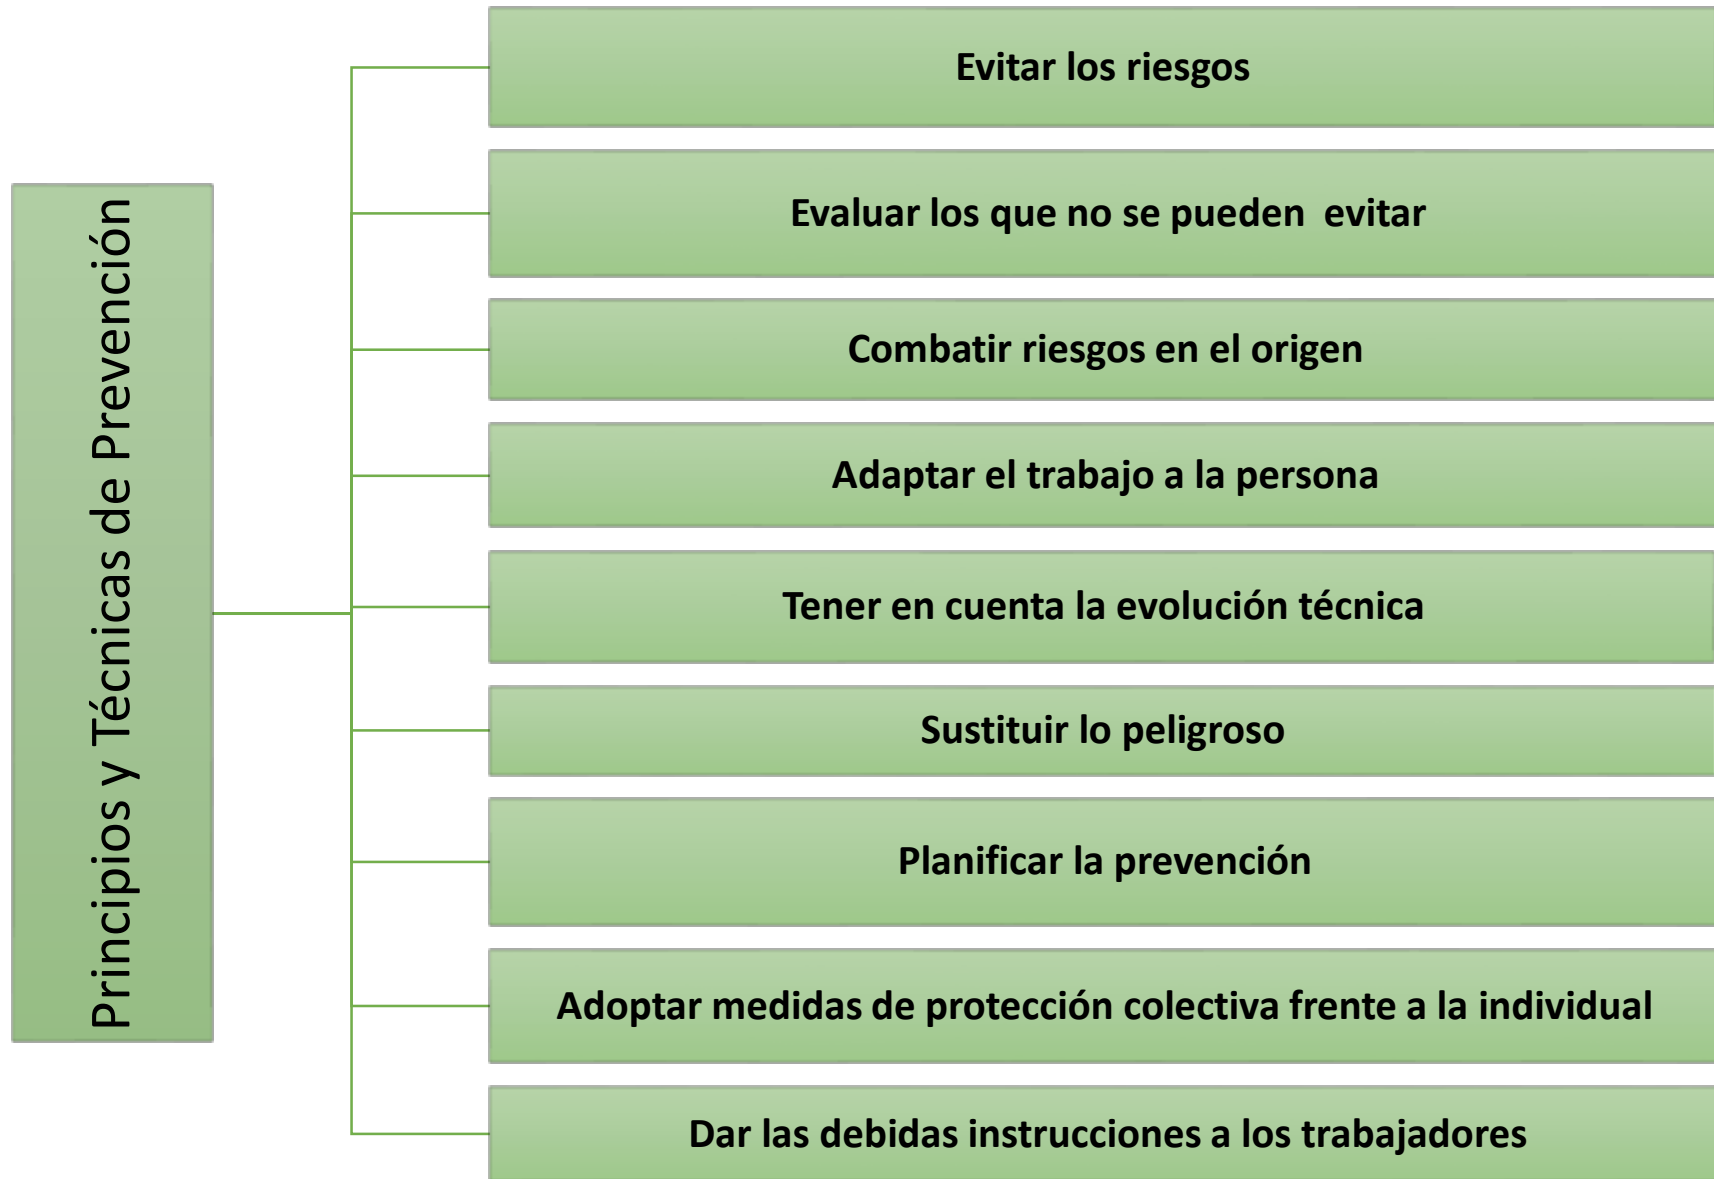 Principios y Técnicas de Prevención
Evitar los riesgos
Evaluar los que no se pueden  evitar
Combatir riesgos en el origen
Adaptar el trabajo a la persona
Tener en cuenta la evolución técnica
Sustituir lo peligroso
Planificar la prevención
Adoptar medidas de protección colectiva frente a la individual
Dar las debidas instrucciones a los trabajadores